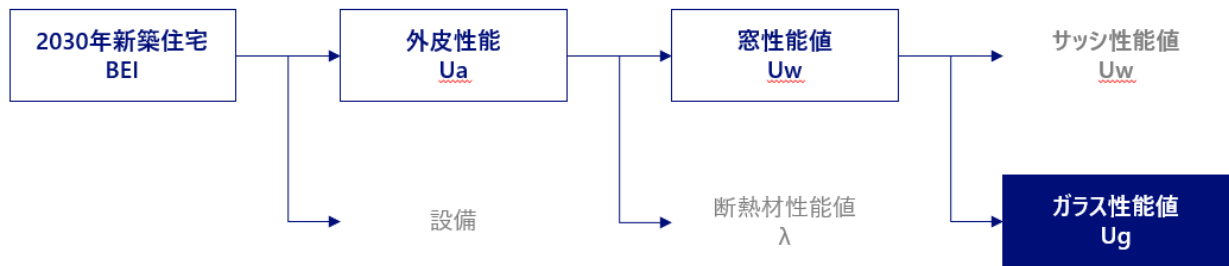 2030年新築住宅
BEI
外皮性能
Ua
窓性能値
Uw
サッシ性能値
Uw
設備
断熱材性能値
λ
ガラス性能値
Ug